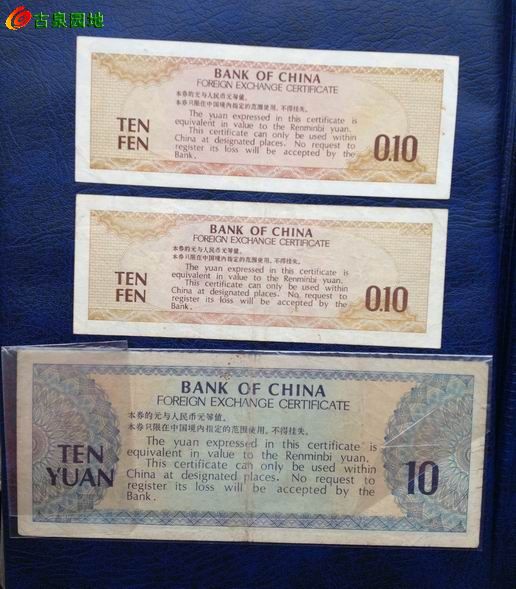 古泉园地
BANK OF CHINA
FOREIGN EXCHANGE CERTIFICATE
本券的元与人民币元等值。
本券只限在中国境内指定的范围使用，不得挂失。
The yuan expressed in this certificate is
equivalent in value to the Renminbi yuan.
This certificate can only be used within
China at designated places. No request to
register its loss will be accepted by the
Bank.
TEN
FEN
0.10
BANK OF CHINA
FOREIGN EXCHANGE CERTIFICATE
本券的元与人民币元等值。
本券只限在中国境内指定的范围使用，不得挂失。
The yuan expressed in this certificate is
equivalent in value to the Renminbi yuan.
This certificate can only be used within
China at designated places. No request to
register its loss will be accepted by the
Bank.
TEN
FEN
0.10
BANK OF CHINA
FOREIGN EXCHANGE CERTIFICATE
本券的元与人民币元等值。
本券只限在中国境内指定的范围使用，不得挂失。
The yuan expressed in this certificate is
equivalent in value to the Renminbi yuan.
This certificate can only be used within
China at designated places. No request to
register its loss will be accepted by the
Bank.
TEN
YUAN
10